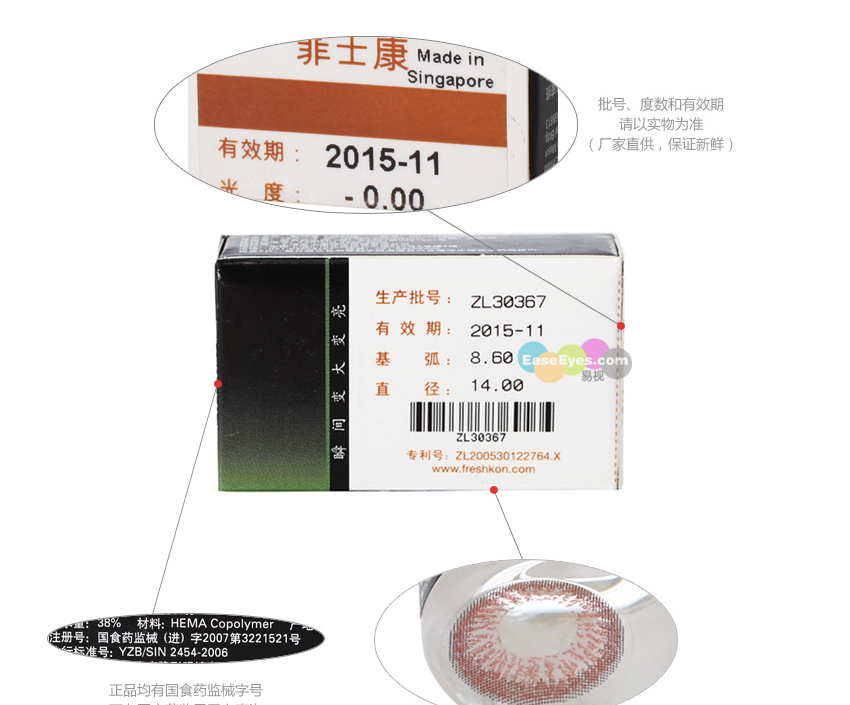 菲士康 Made in
Singapore
有效期： 2015-11
光 度： - 0.00
批号、度数和有效期
请以实物为准
（厂家直供，保证新鲜）
瞬间变大变亮
生产批号： ZL30367
有效期： 2015-11
基 弧： 8.60
直 径： 14.00
EaseEyes.com
易视
ZL30367
专利号：ZL200530122764.X
www.freshkon.com
38% 材料：HEMA Copolymer
注册号：国食药监械（进）字2007第3221521号
行标准号：YZB/SIN 2454-2006
正品均有国食药监械字号